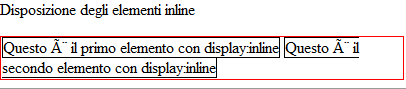 Disposizione degli elementi inline
Questo Ã¨ il primo elemento con display:inline Questo Ã¨ il
secondo elemento con display:inline